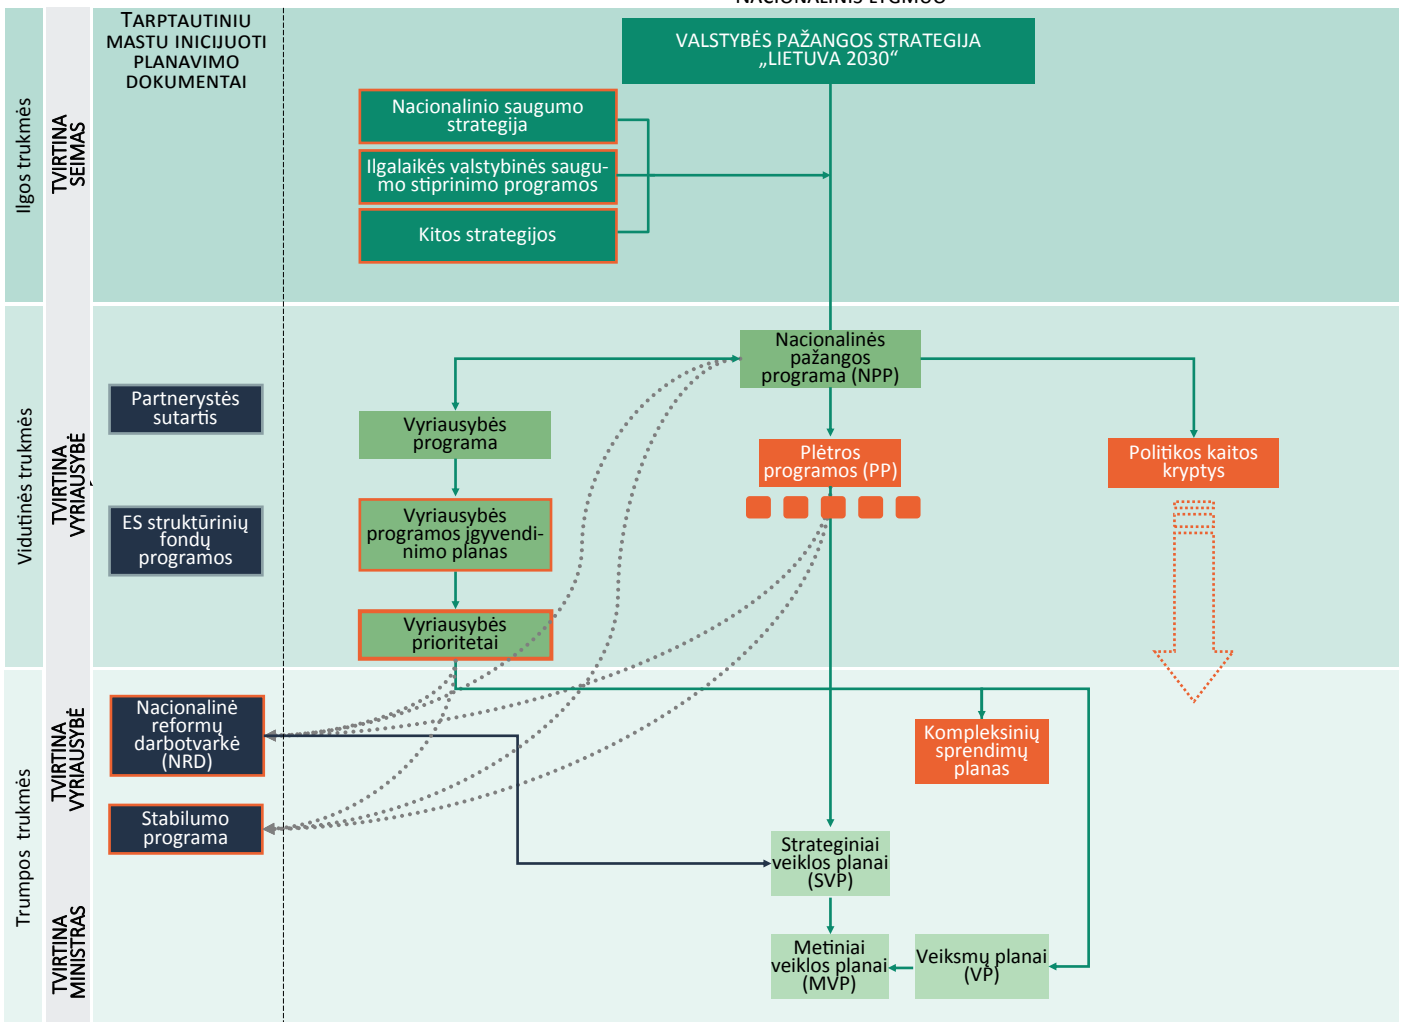 NACIONALINIS LYGMUO
TARPTAUTINIU
MASTU INICIJUOTI
PLANAVIMO
DOKUMENTAI
VALSTYBĖS PAŽANGOS STRATEGIJA
„LIETUVA 2030“
Ilgos trukmės
TVIRTINA
SEIMAS
Nacionalinio saugumo
strategija
Ilgalaikės valstybinės saugu-
mo stiprinimo programos
Kitos strategijos
Vidutinės trukmės
TVIRTINA
VYRIAUSYBĖ
Partnerystės
sutartis
ES struktūrinių
fondų
programos
Nacionalinės
pažangos
programa (NPP)
Vyriausybės
programa
Plėtros
programos (PP)
Politikos kaitos
kryptys
Vyriausybės
programos įgyvendi-
nimo planas
Vyriausybės
prioritetai
Trumpos trukmės
TVIRTINA
VYRIAUSYBĖ
Nacionalinė
reformų
darbotvarkė
(NRD)
Stabilumo
programa
Kompleksinių
sprendimų
planas
TVIRTINA
MINISTRAS
Strateginiai
veiklos planai
(SVP)
Metiniai
veiklos planai
(MVP)
Veiksmų planai
(VP)